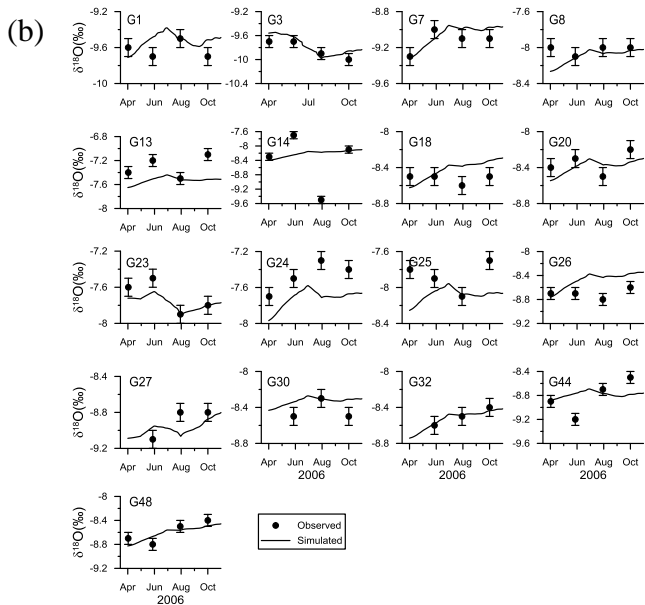 (b)
G1 G3 G7 G8
δ¹⁸O(‰)
-9.2 -9.2 -8.8 -7.6
-9.6 -9.6 -9.2 -8
-10 -10 -9.6 -8.4
-10.4 -8.8
Apr Jun Aug Oct Apr Jul Oct Apr Jun Aug Oct Apr Jun Aug Oct
G13 G14 G18 G20
δ¹⁸O(‰)
-6.8 -7.6 -8 -8
-7.2 -8 -8.4 -8.4
-7.6 -8.4 -8.8 -8.8
-8 -8.8 -9.2
-9.2
-9.6
Apr Jun Aug Oct Apr Jun Aug Oct Apr Jun Aug Oct Apr Jun Aug Oct
G23 G24 G25 G26
δ¹⁸O(‰)
-7.2 -7.2 -7.6 -8
-7.6 -7.6 -8 -8.4
-8 -8 -8.4 -8.8
-9.2
Apr Jun Aug Oct Apr Jun Aug Oct Apr Jun Aug Oct Apr Jun Aug Oct
G27 G30 G32 G44
δ¹⁸O(‰)
-8.4 -8 -8 -8.4
-8.8 -8.4 -8.4 -8.8
-9.2 -8.8 -8.8 -9.2
-9.6
Apr Jun Aug Oct Apr Jun Aug Oct Apr Jun Aug Oct Apr Jun Aug Oct
2006 2006 2006
G48
δ¹⁸O(‰)
-8
-8.4
-8.8
-9.2
Apr Jun Aug Oct
2006
Observed
Simulated